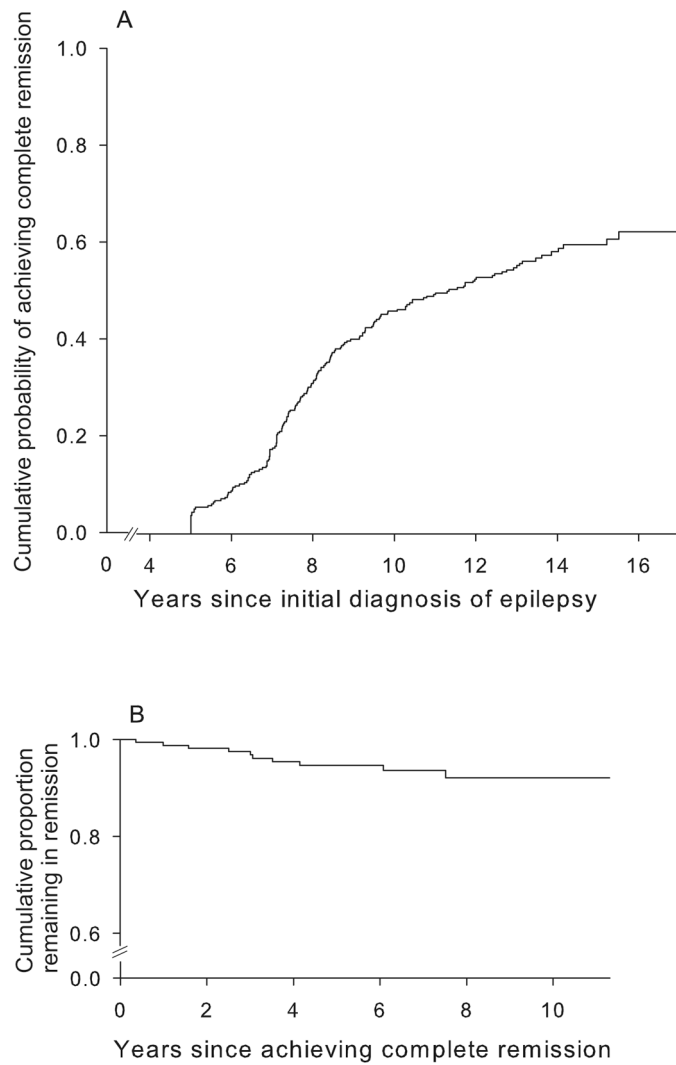 A
Cumulative probability of achieving complete remission
1.0
0.8
0.6
0.4
0.2
0.0
0 4 6 8 10 12 14 16
Years since initial diagnosis of epilepsy
B
Cumulative proportion
remaining in remission
1.0
0.8
0.6
0.0
0 2 4 6 8 10
Years since achieving complete remission